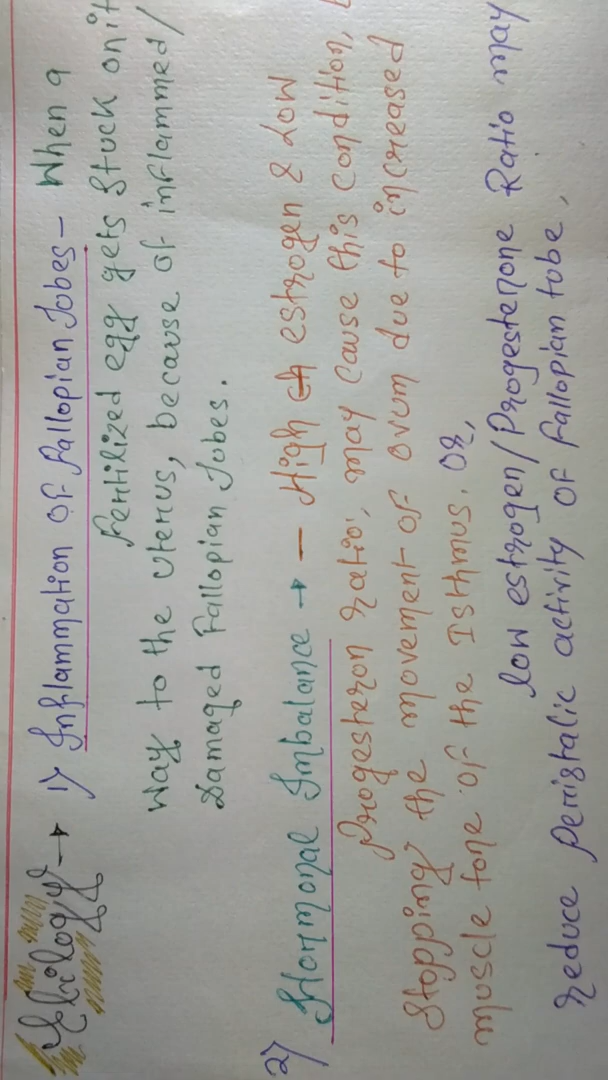 Etiology → 1) Inflammation of Fallopian Tobes - When a
Fertilized egg gets stuck on it
way to the uterus, because of inflammed/
Damaged Fallopian Tobes.
2) Hormonal Imbalance → - High estrogen & Low
Progesteron ratio, may cause this condition,
Stopping the movement of ovum due to increased
muscle tone of the Isthmus. Or,
low estrogen/Progesterone Ratio may
reduce Peristalic activity of Fallopian tobe,